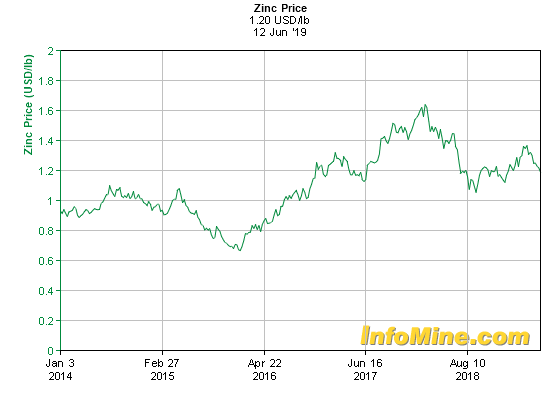 Zinc Price
1.20 USD/lb
12 Jun '19
Zinc Price (USD/lb)
2
1.8
1.6
1.4
1.2
1
0.8
0.6
0.4
0.2
0
InfoMine.com
Jan 3 Feb 27 Apr 22 Jun 16 Aug 10
2014 2015 2016 2017 2018